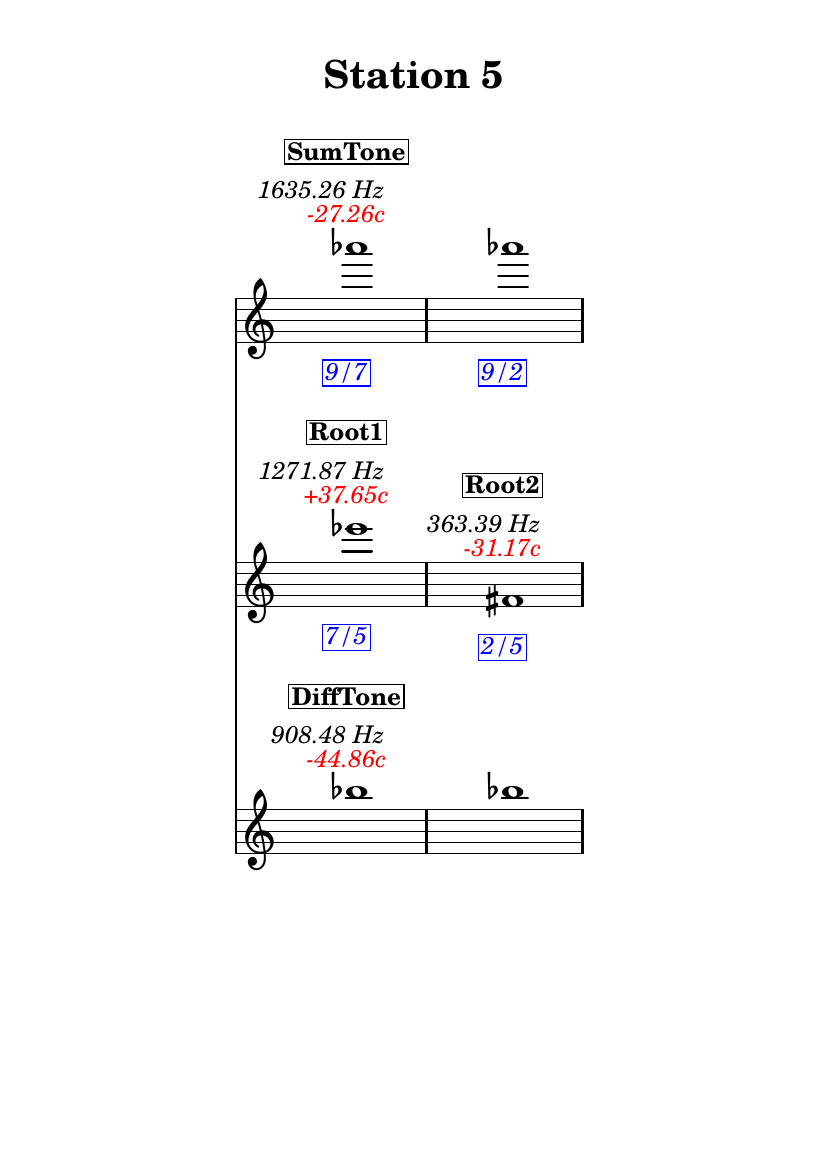 Station 5
SumTone
1635.26 Hz
-27.26c
9/7
9/2
Root1
1271.87 Hz
+37.65c
Root2
363.39 Hz
-31.17c
7/5
2/5
DiffTone
908.48 Hz
-44.86c